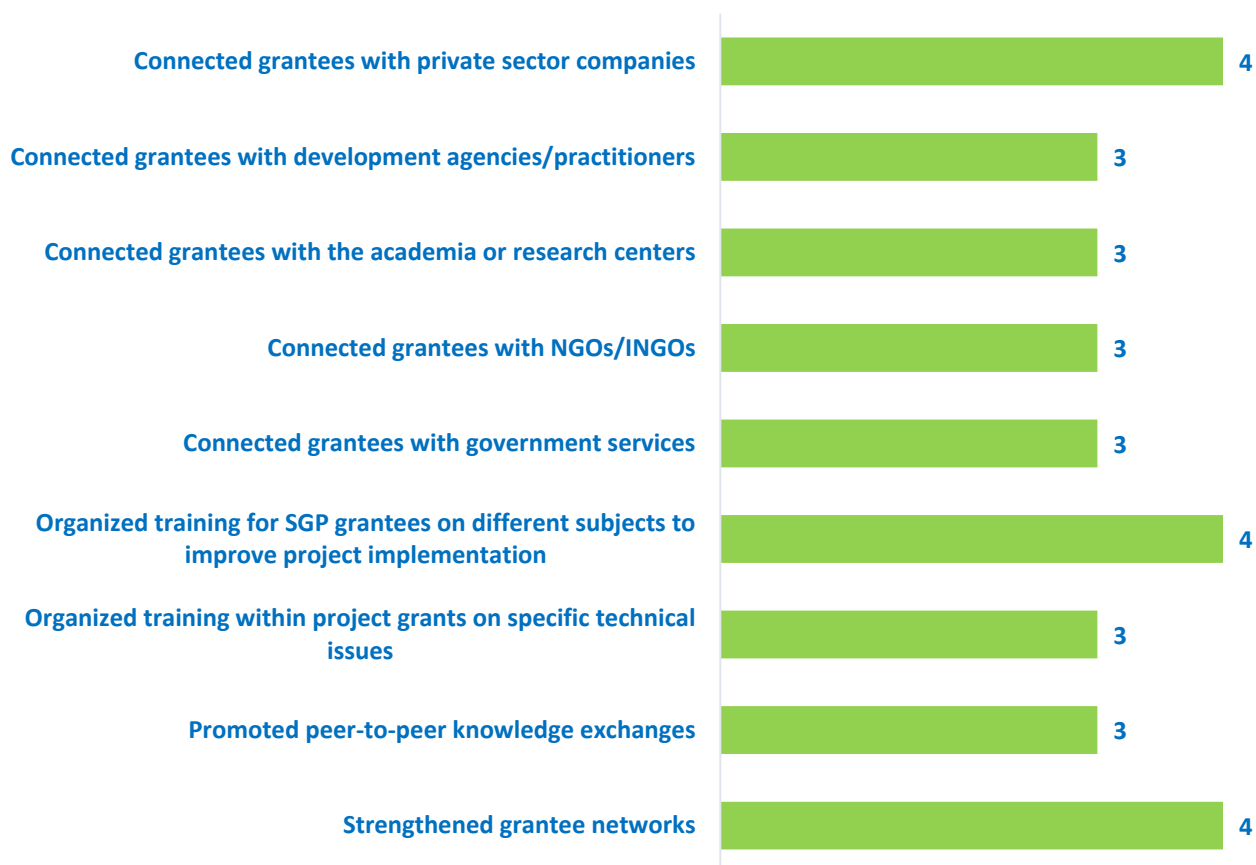 Connected grantees with private sector companies
4
Connected grantees with development agencies/practitioners
3
Connected grantees with the academia or research centers
3
Connected grantees with NGOs/INGOs
3
Connected grantees with government services
3
Organized training for SGP grantees on different subjects to
improve project implementation
4
Organized training within project grants on specific technical
issues
3
Promoted peer-to-peer knowledge exchanges
3
Strengthened grantee networks
4